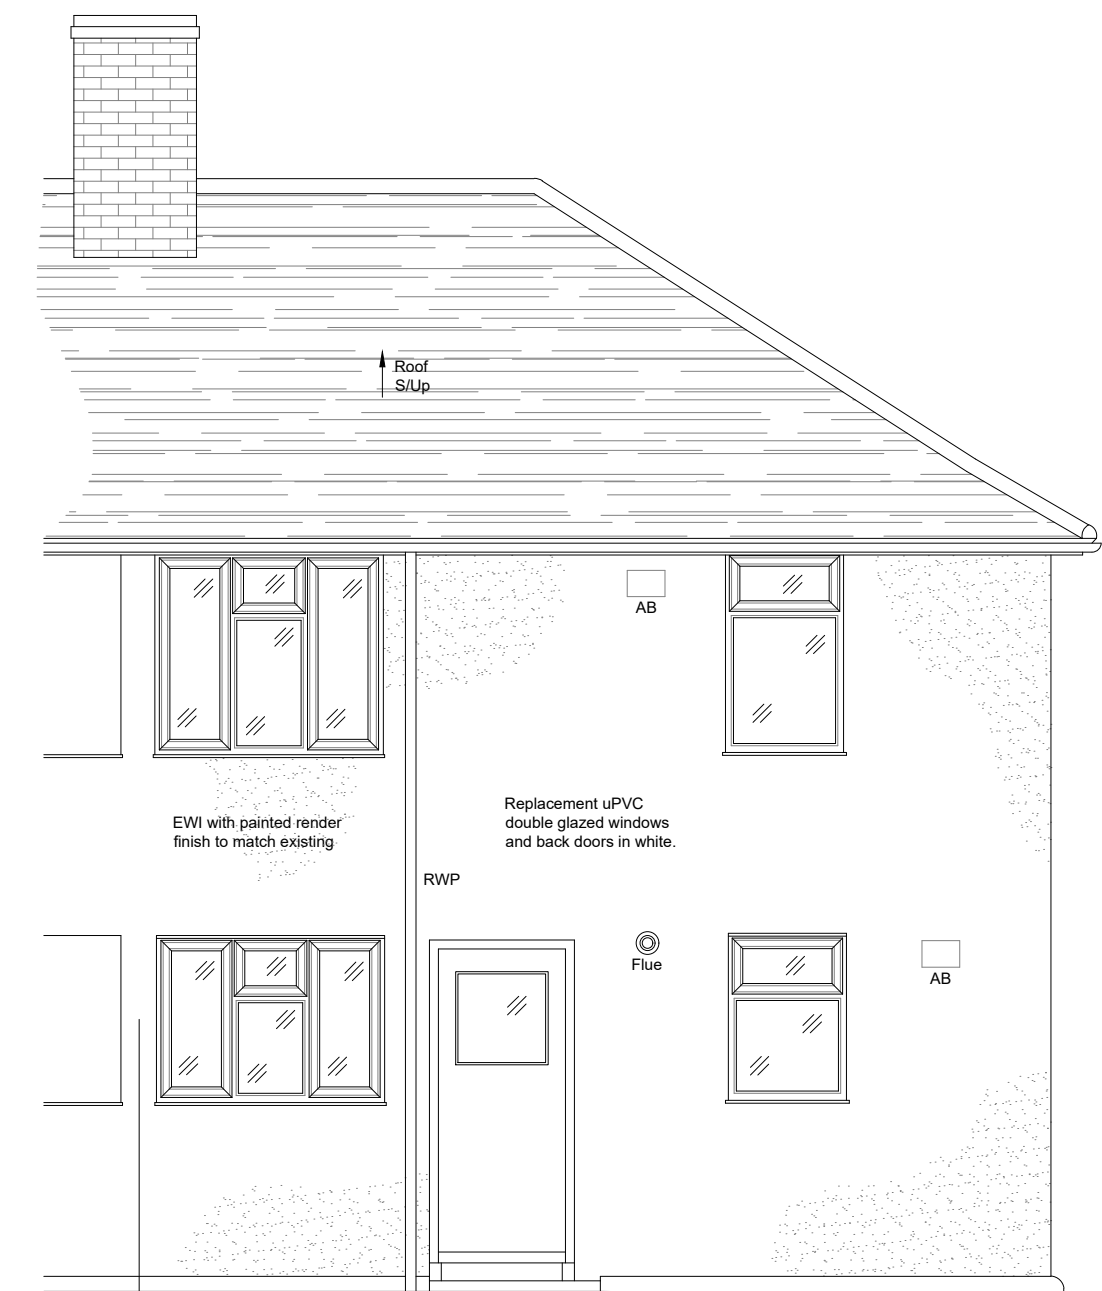 Roof
S/Up
AB
Replacement uPVC
double glazed windows
and back doors in white.
EWI with painted render
finish to match existing
RWP
Flue
AB